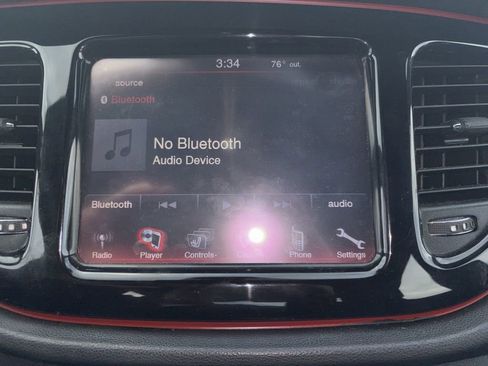 3:34 76° out.
source
Bluetooth
No Bluetooth
Audio Device
Bluetooth audio
Radio Player Controls Phone Settings